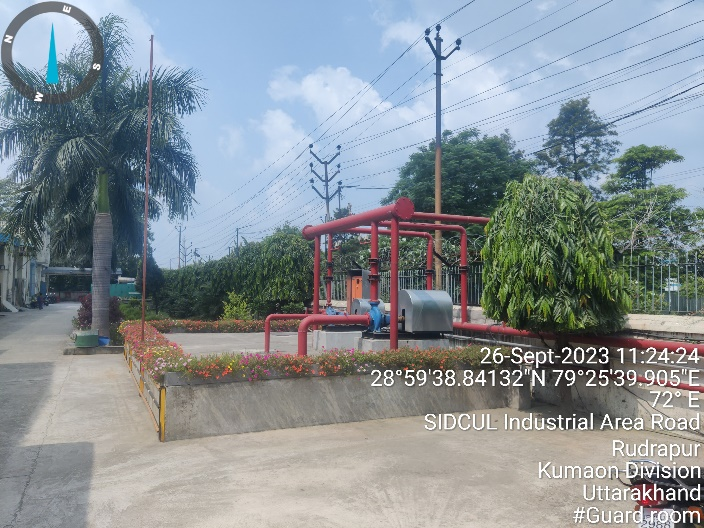 N
E
S
W
26-Sept-2023 11:24:24
28°59'38.84132"N 79°25'39.905"E
72° E
SIDCUL Industrial Area Road
Rudrapur
Kumaon Division
Uttarakhand
#Guard room